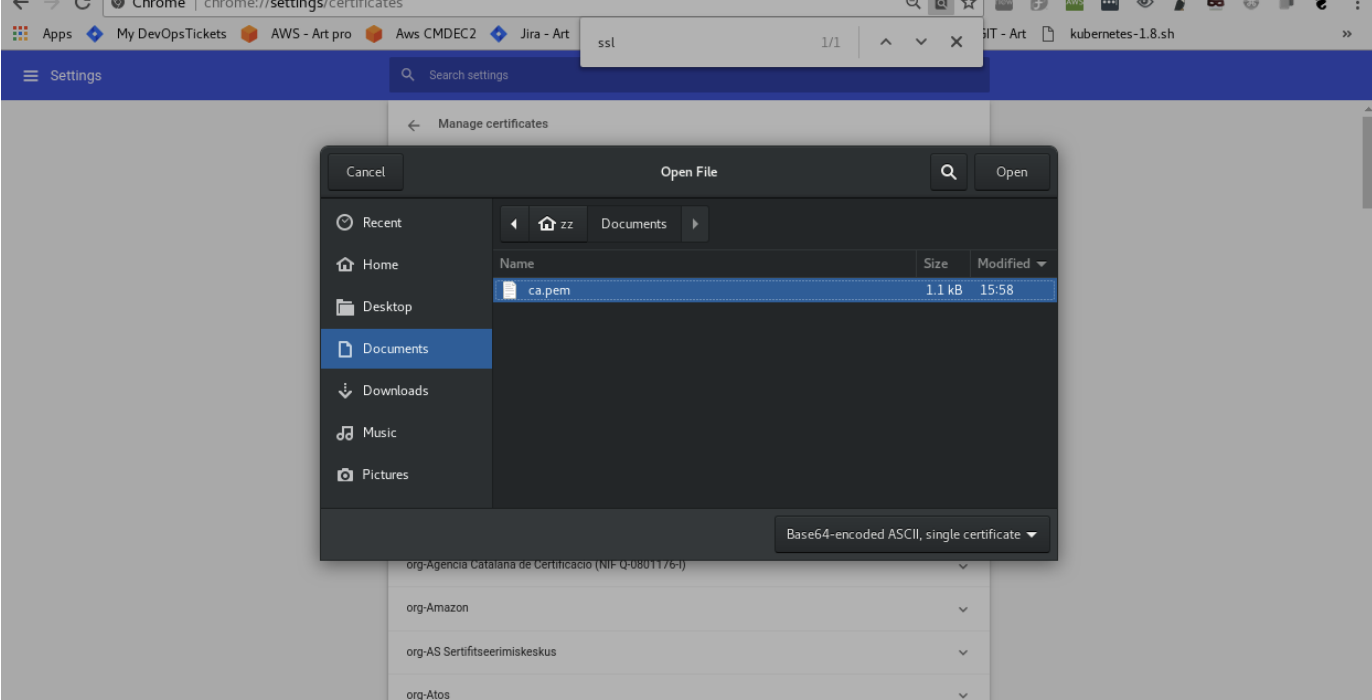 Chrome | chrome://settings/certificates
Apps My DevOpsTickets AWS - Art pro Aws CMDEC2 Jira - Art GIT - Art kubernetes-1.8.sh »
ssl 1/1
Settings Search settings
Manage certificates
Cancel Open File Open
Recent
Home
Desktop
Documents
Downloads
Music
Pictures
zz Documents
Name Size Modified
ca.pem 1.1 kB 15:58
Base64-encoded ASCII, single certificate
org-Agencia Catalana de Certificacio (NIF Q-0801176-I)
org-Amazon
org-AS Sertifitseerimiskeskus
org-Atos